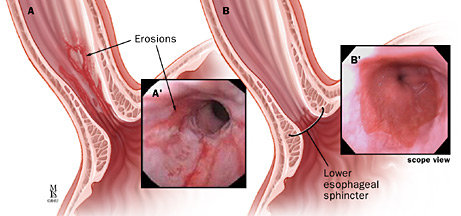 A
B
Erosions
B'
A'
scope view
Lower
esophageal
sphincter